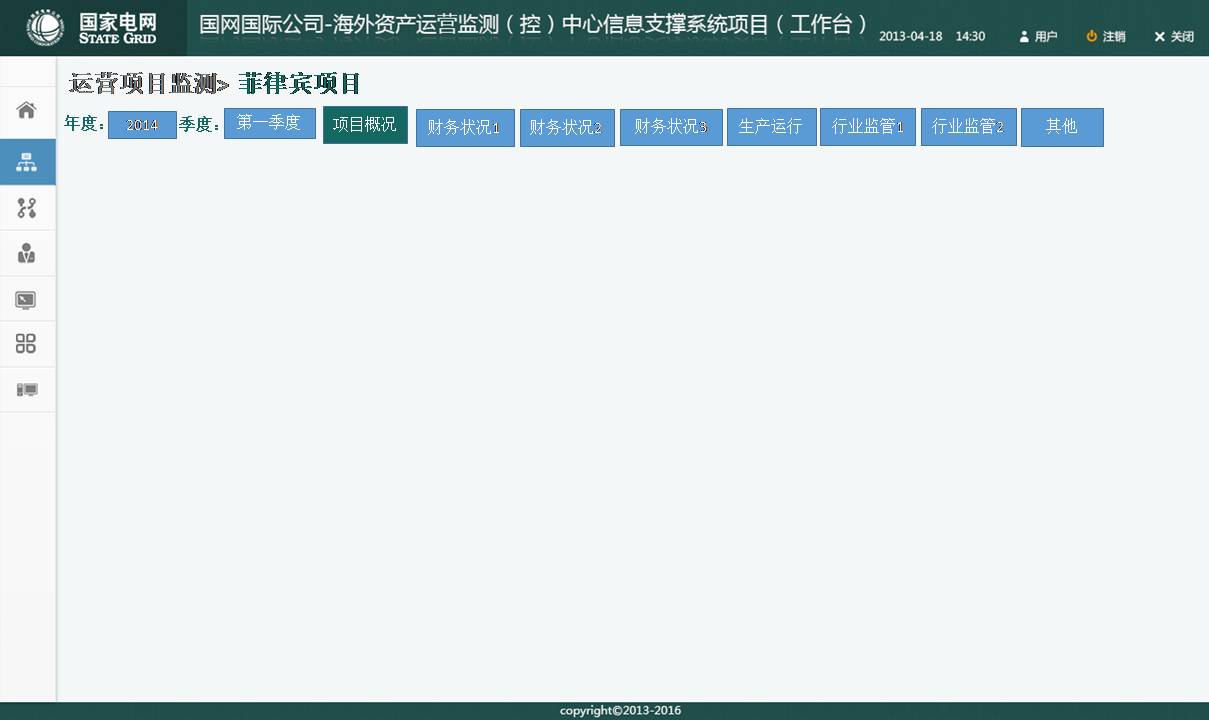 国家电网
STATE GRID
国网国际公司-海外资产运营监测（控）中心信息支撑系统项目（工作台）
2013-04-18 14:30
用户
注销
关闭
运营项目监测> 菲律宾项目
年度： 2014 季度： 第一季度 项目概况 财务状况1 财务状况2 财务状况3 生产运行 行业监管1 行业监管2 其他
copyright©2013-2016